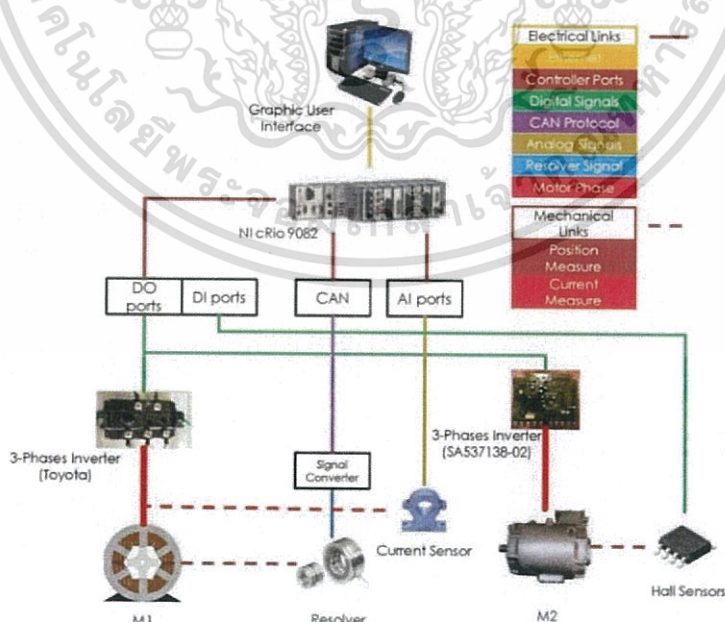 Electrical Links
Ethernet
Controller Ports
Digital Signals
CAN Protocol
Analog Signals
Resolver Signal
Motor Phase
Mechanical
Links
Position
Measure
Current
Measure
Graphic User
Interface
NI cRio 9082
DO
ports
DI ports
CAN
AI ports
3-Phases Inverter
(Toyota)
Signal
Converter
3-Phases Inverter
(SA537138-02)
Current Sensor
Hall Sensors
M1
Resolver
M2